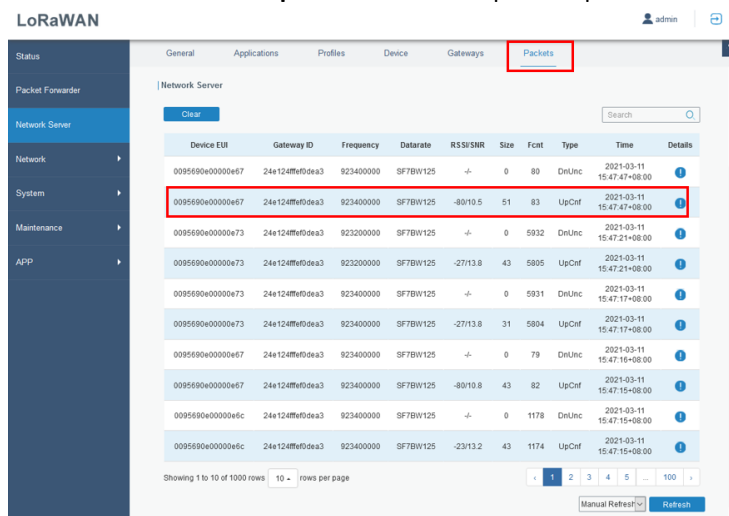 LoRaWAN
admin
Status
Packet Forwarder
Network Server
Network
System
Maintenance
APP
General Applications Profiles Device Gateways Packets
Network Server
Clear
Search
Device EUI Gateway ID Frequency Datarate RSSI/SNR Size Fcnt Type Time Details
0095690e00000e67 24e124fffef0dea3 923400000 SF7BW125 -/- 0 80 DnUnc 2021-03-11 15:47:47+08:00
0095690e00000e67 24e124fffef0dea3 923400000 SF7BW125 -80/10.5 51 83 UpCnf 2021-03-11 15:47:47+08:00
0095690e00000e73 24e124fffef0dea3 923200000 SF7BW125 -/- 0 5932 DnUnc 2021-03-11 15:47:21+08:00
0095690e00000e73 24e124fffef0dea3 923200000 SF7BW125 -27/13.8 43 5805 UpCnf 2021-03-11 15:47:21+08:00
0095690e00000e73 24e124fffef0dea3 923400000 SF7BW125 -/- 0 5931 DnUnc 2021-03-11 15:47:17+08:00
0095690e00000e73 24e124fffef0dea3 923400000 SF7BW125 -27/13.8 31 5804 UpCnf 2021-03-11 15:47:17+08:00
0095690e00000e67 24e124fffef0dea3 923400000 SF7BW125 -/- 0 79 DnUnc 2021-03-11 15:47:16+08:00
0095690e00000e67 24e124fffef0dea3 923400000 SF7BW125 -80/10.8 43 82 UpCnf 2021-03-11 15:47:15+08:00
0095690e00000e6c 24e124fffef0dea3 923400000 SF7BW125 -/- 0 1178 DnUnc 2021-03-11 15:47:15+08:00
0095690e00000e6c 24e124fffef0dea3 923400000 SF7BW125 -23/13.2 43 1174 UpCnf 2021-03-11 15:47:15+08:00
Showing 1 to 10 of 1000 rows 10 rows per page ‹ 1 2 3 4 5 ... 100 ›
Manual Refresh Refresh